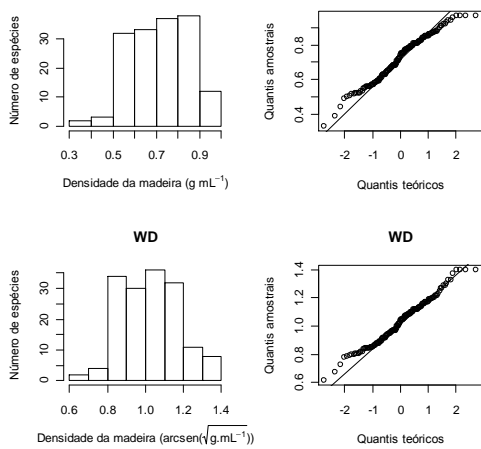 Número de espécies
0 10 20 30
0.3 0.5 0.7 0.9
Densidade da madeira (g mL⁻¹)
Quantis amostrais
0.4 0.6 0.8
-2 -1 0 1 2
Quantis teóricos
WD
Número de espécies
0 10 20 30
0.6 0.8 1.0 1.2 1.4
Densidade da madeira (arcsen(√g.mL⁻¹))
WD
Quantis amostrais
0.6 0.8 1.0 1.2 1.4
-2 -1 0 1 2
Quantis teóricos